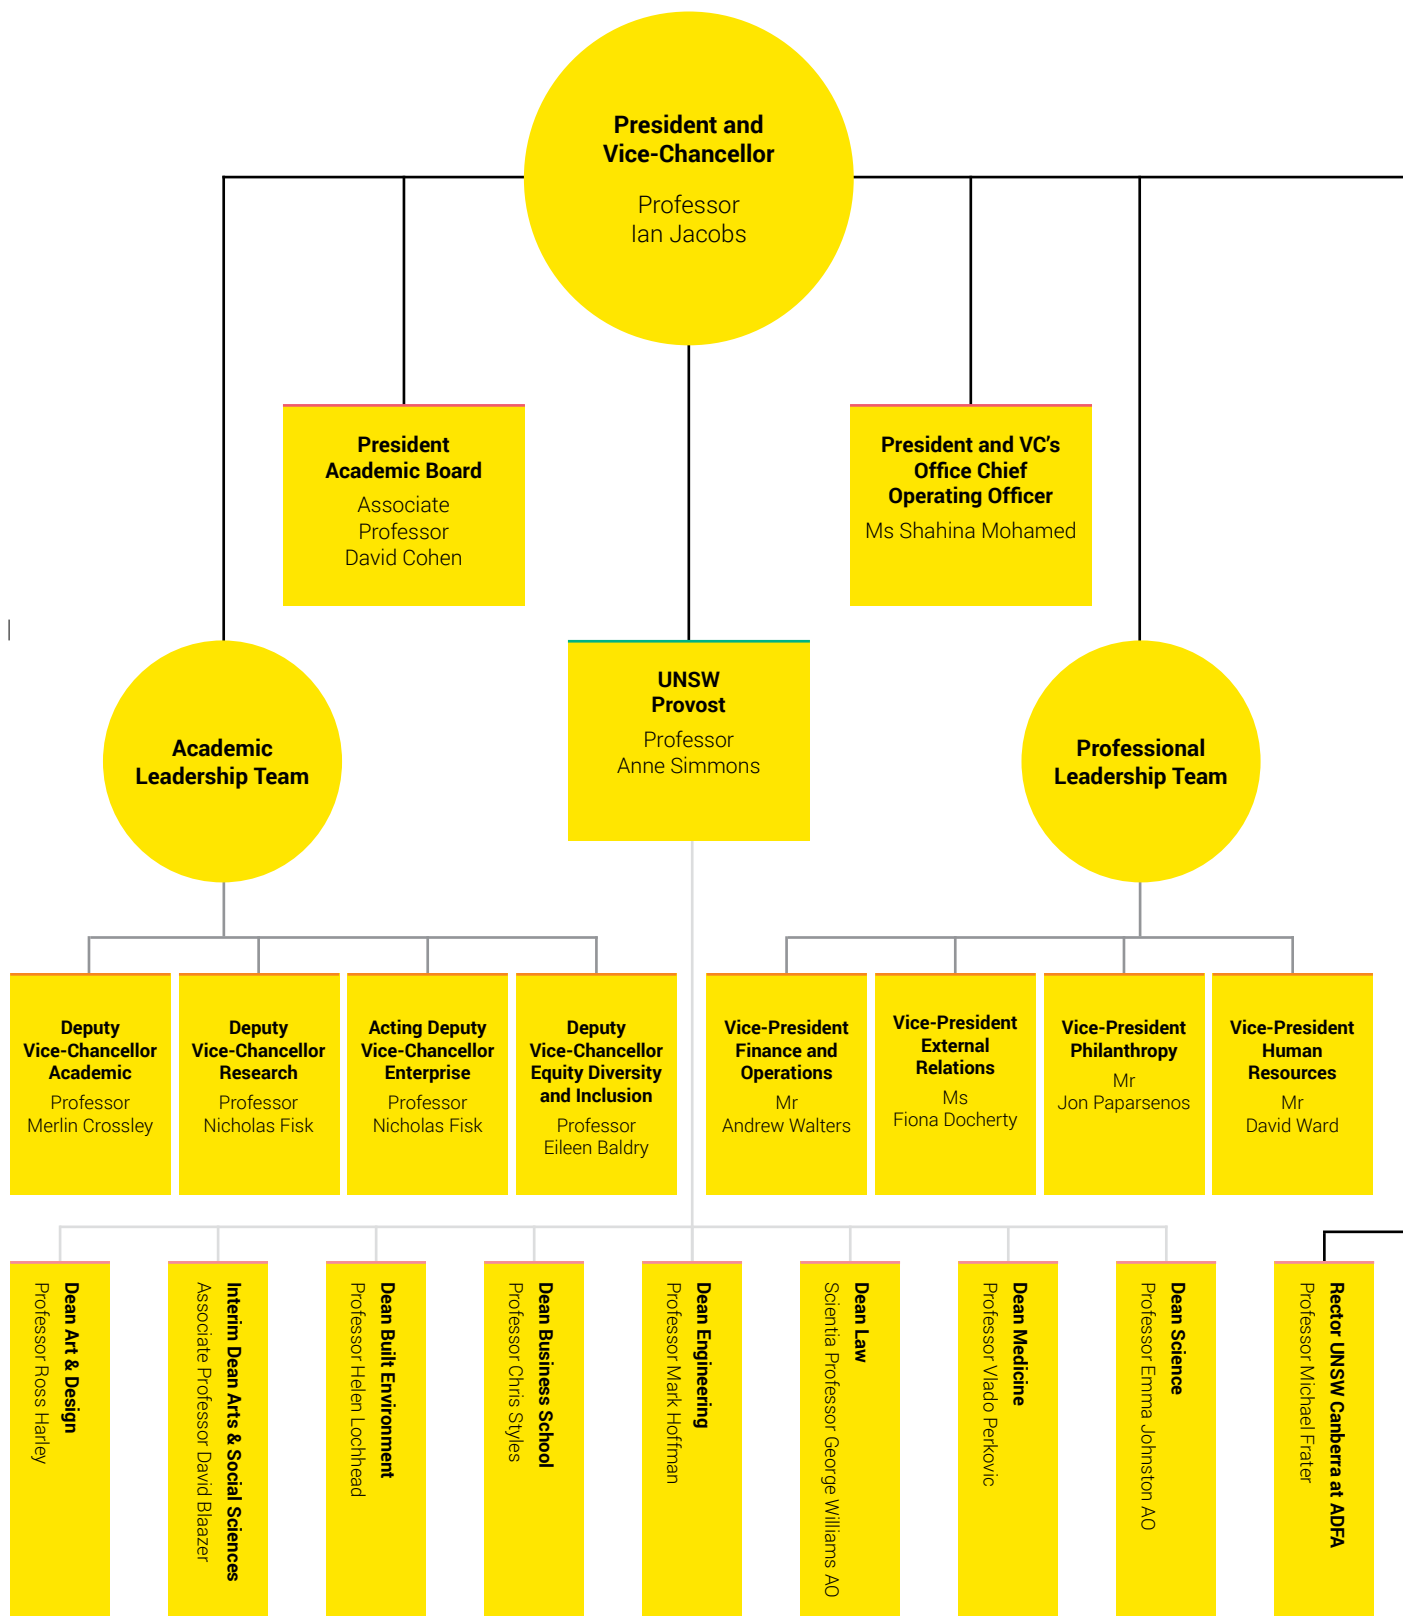 President and
Vice-Chancellor
Professor
Ian Jacobs
President
Academic Board
Associate
Professor
David Cohen
President and VC's
Office Chief
Operating Officer
Ms Shahina Mohamed
Academic
Leadership Team
UNSW
Provost
Professor
Anne Simmons
Professional
Leadership Team
Deputy
Vice-Chancellor
Academic
Professor
Merlin Crossley
Deputy
Vice-Chancellor
Research
Professor
Nicholas Fisk
Acting Deputy
Vice-Chancellor
Enterprise
Professor
Nicholas Fisk
Deputy
Vice-Chancellor
Equity Diversity
and Inclusion
Professor
Eileen Baldry
Vice-President
Finance and
Operations
Mr
Andrew Walters
Vice-President
External
Relations
Ms
Fiona Docherty
Vice-President
Philanthropy
Mr
Jon Paparsenos
Vice-President
Human
Resources
Mr
David Ward
Dean Art & Design
Professor Ross Harley
Interim Dean Arts & Social Sciences
Associate Professor David Blaazer
Dean Built Environment
Professor Helen Lochhead
Dean Business School
Professor Chris Styles
Dean Engineering
Professor Mark Hoffman
Dean Law
Scientia Professor George Williams AO
Dean Medicine
Professor Vlado Perkovic
Dean Science
Professor Emma Johnston AO
Rector UNSW Canberra at ADFA
Professor Michael Frater